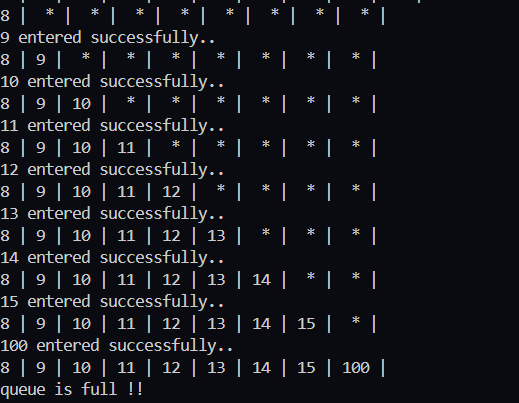 8 | * | * | * | * | * | * | * | * |
9 entered successfully..
8 | 9 | * | * | * | * | * | * | * |
10 entered successfully..
8 | 9 | 10 | * | * | * | * | * | * |
11 entered successfully..
8 | 9 | 10 | 11 | * | * | * | * | * |
12 entered successfully..
8 | 9 | 10 | 11 | 12 | * | * | * | * |
13 entered successfully..
8 | 9 | 10 | 11 | 12 | 13 | * | * | * |
14 entered successfully..
8 | 9 | 10 | 11 | 12 | 13 | 14 | * | * |
15 entered successfully..
8 | 9 | 10 | 11 | 12 | 13 | 14 | 15 | * |
100 entered successfully..
8 | 9 | 10 | 11 | 12 | 13 | 14 | 15 | 100 |
queue is full !!